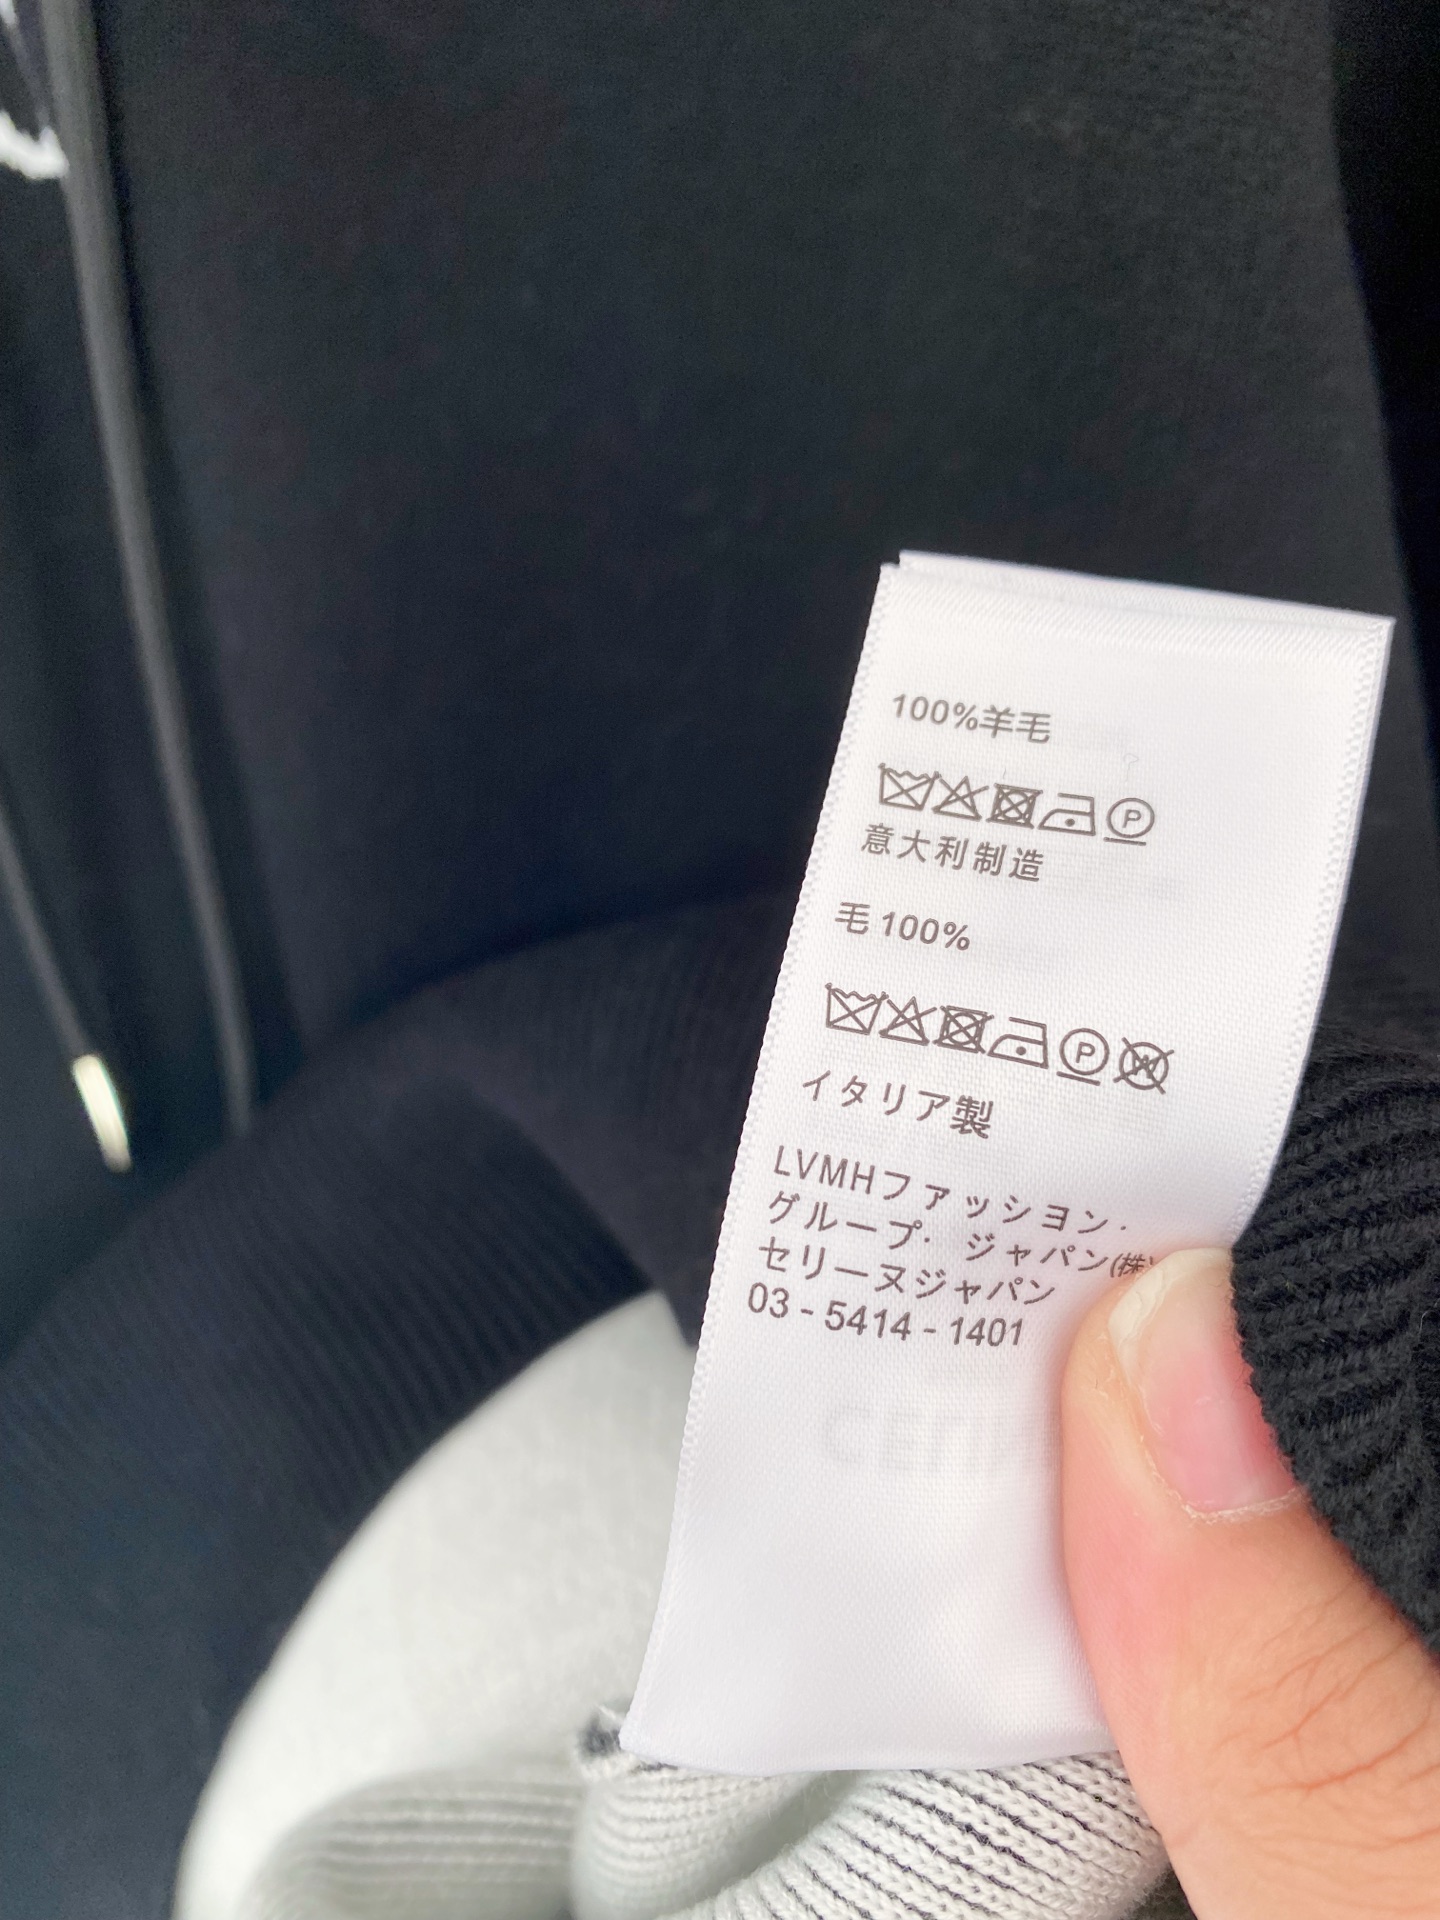 100%羊毛
P
意大利制造
毛 100%
P W
イタリア製
LVMHファッション・
グループ・ ジャパン(株)
セリーヌジャパン
03 - 5414 - 1401